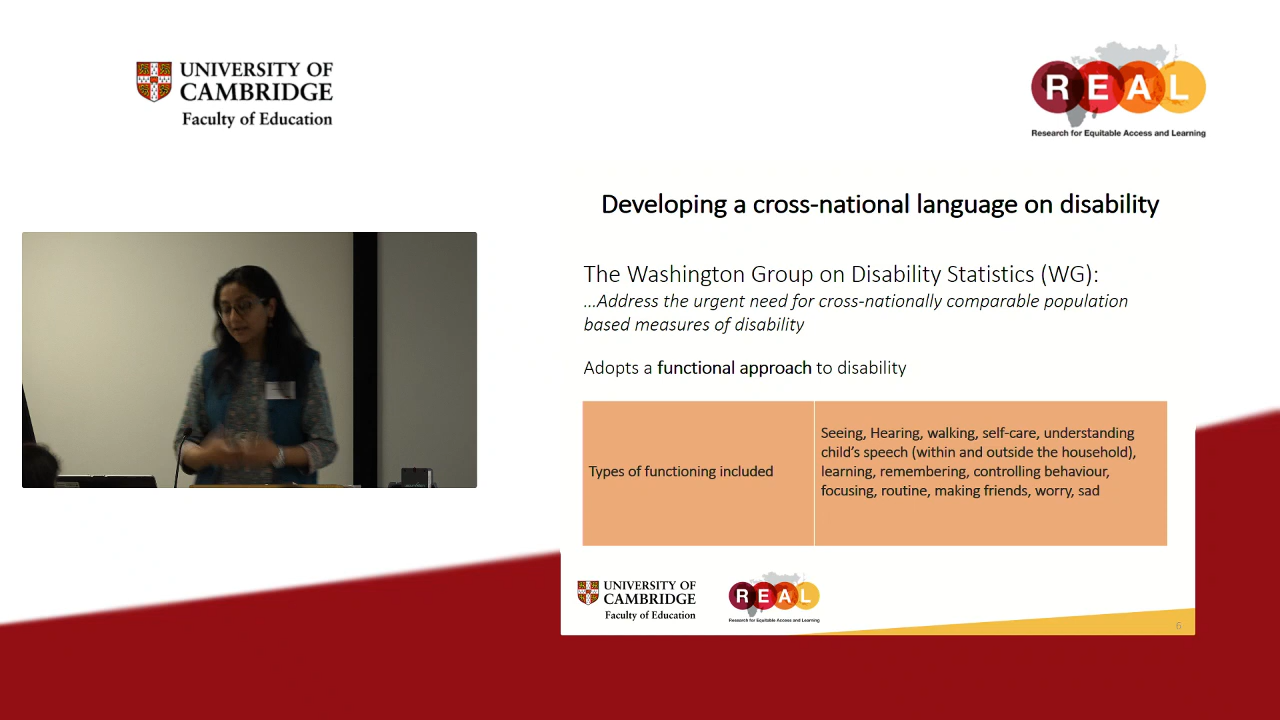 UNIVERSITY OF
CAMBRIDGE
Faculty of Education
R E A L
Research for Equitable Access and Learning
Developing a cross-national language on disability
The Washington Group on Disability Statistics (WG):
…Address the urgent need for cross-nationally comparable population
based measures of disability
Adopts a functional approach to disability
Types of functioning included
Seeing, Hearing, walking, self-care, understanding
child's speech (within and outside the household),
learning, remembering, controlling behaviour,
focusing, routine, making friends, worry, sad
UNIVERSITY OF
CAMBRIDGE
Faculty of Education
R E A L
Research for Equitable Access and Learning
6